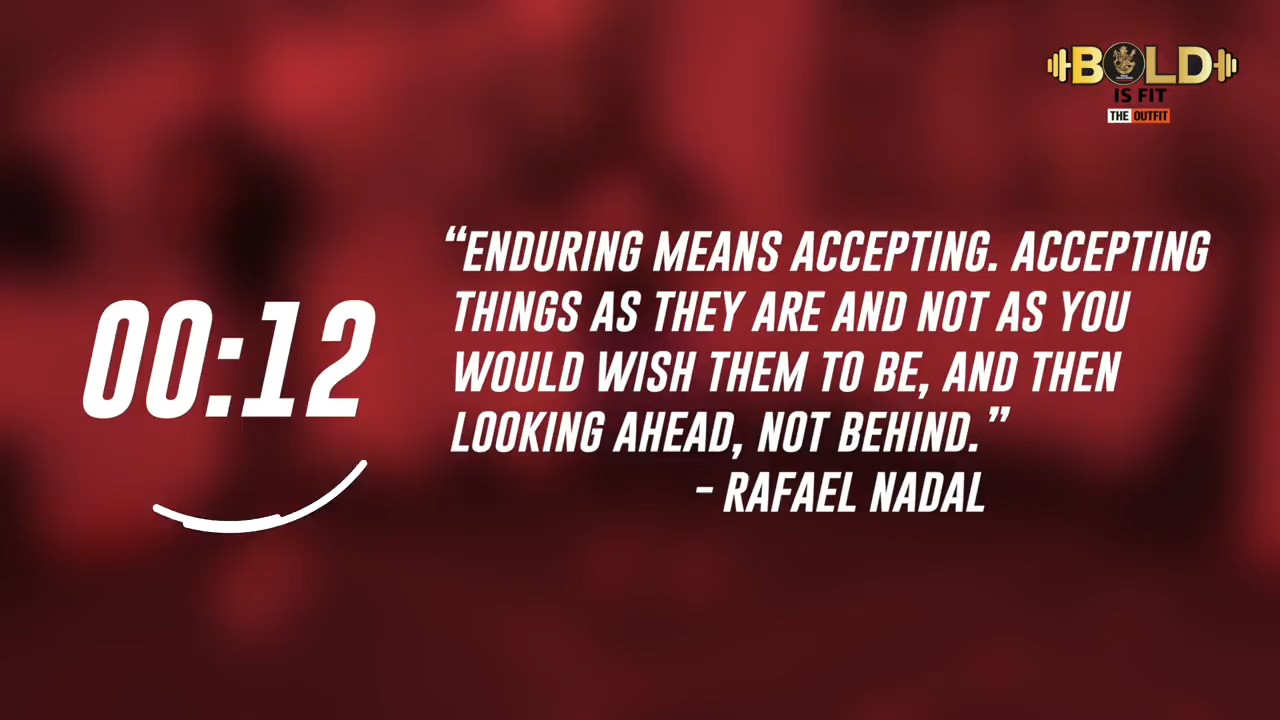 BOLD
IS FIT
THE OUTFIT
“ENDURING MEANS ACCEPTING. ACCEPTING
THINGS AS THEY ARE AND NOT AS YOU
WOULD WISH THEM TO BE, AND THEN
LOOKING AHEAD, NOT BEHIND.”
- RAFAEL NADAL
00:12